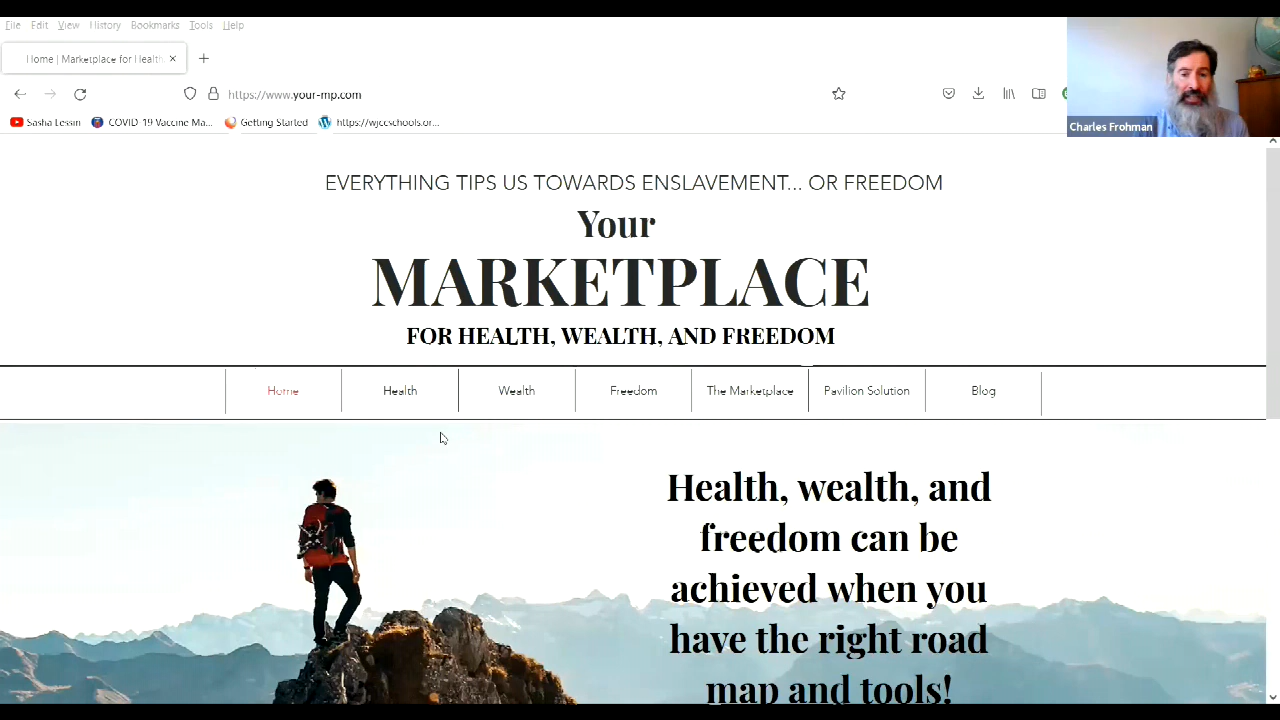 File Edit View History Bookmarks Tools Help
Home | Marketplace for Health
https://www.your-mp.com
Sasha Lessin COVID-19 Vaccine Ma... Getting Started https://wjccschools.or...
Charles Frohman
EVERYTHING TIPS US TOWARDS ENSLAVEMENT... OR FREEDOM
Your
MARKETPLACE
FOR HEALTH, WEALTH, AND FREEDOM
Home Health Wealth Freedom The Marketplace Pavilion Solution Blog
Health, wealth, and
freedom can be
achieved when you
have the right road
map and tools!